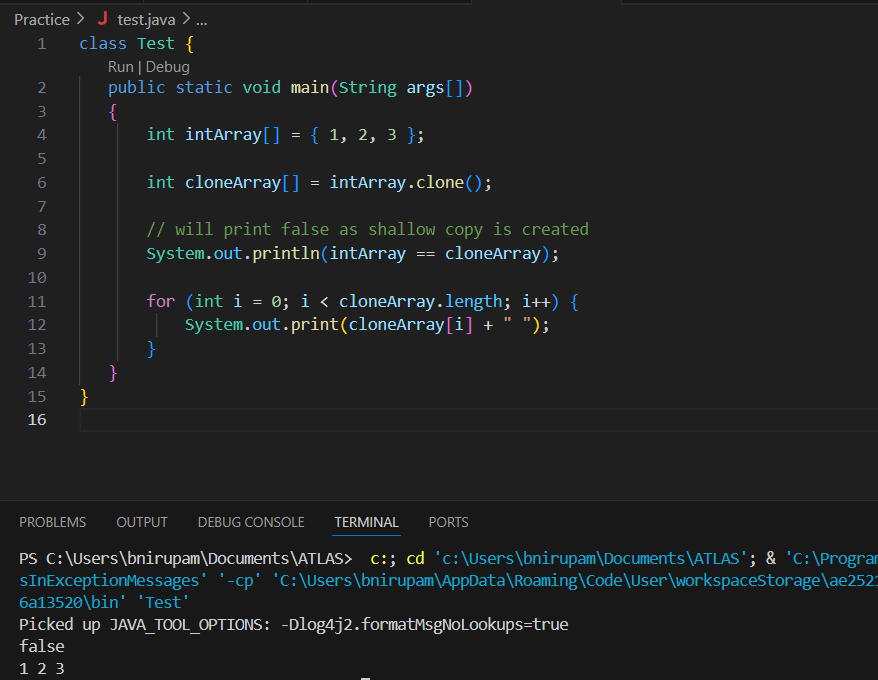 Practice > J test.java > ...
1 class Test {
Run | Debug
2 public static void main(String args[])
3 {
4 int intArray[] = { 1, 2, 3 };
5
6 int cloneArray[] = intArray.clone();
7
8 // will print false as shallow copy is created
9 System.out.println(intArray == cloneArray);
10
11 for (int i = 0; i < cloneArray.length; i++) {
12 System.out.print(cloneArray[i] + " ");
13 }
14 }
15 }
16
PROBLEMS OUTPUT DEBUG CONSOLE TERMINAL PORTS
PS C:\Users\bnirupam\Documents\ATLAS> c:; cd 'c:\Users\bnirupam\Documents\ATLAS'; & 'C:\Program
sInExceptionMessages' '-cp' 'C:\Users\bnirupam\AppData\Roaming\Code\User\workspaceStorage\ae2521
6a13520\bin' 'Test'
Picked up JAVA_TOOL_OPTIONS: -Dlog4j2.formatMsgNoLookups=true
false
1 2 3